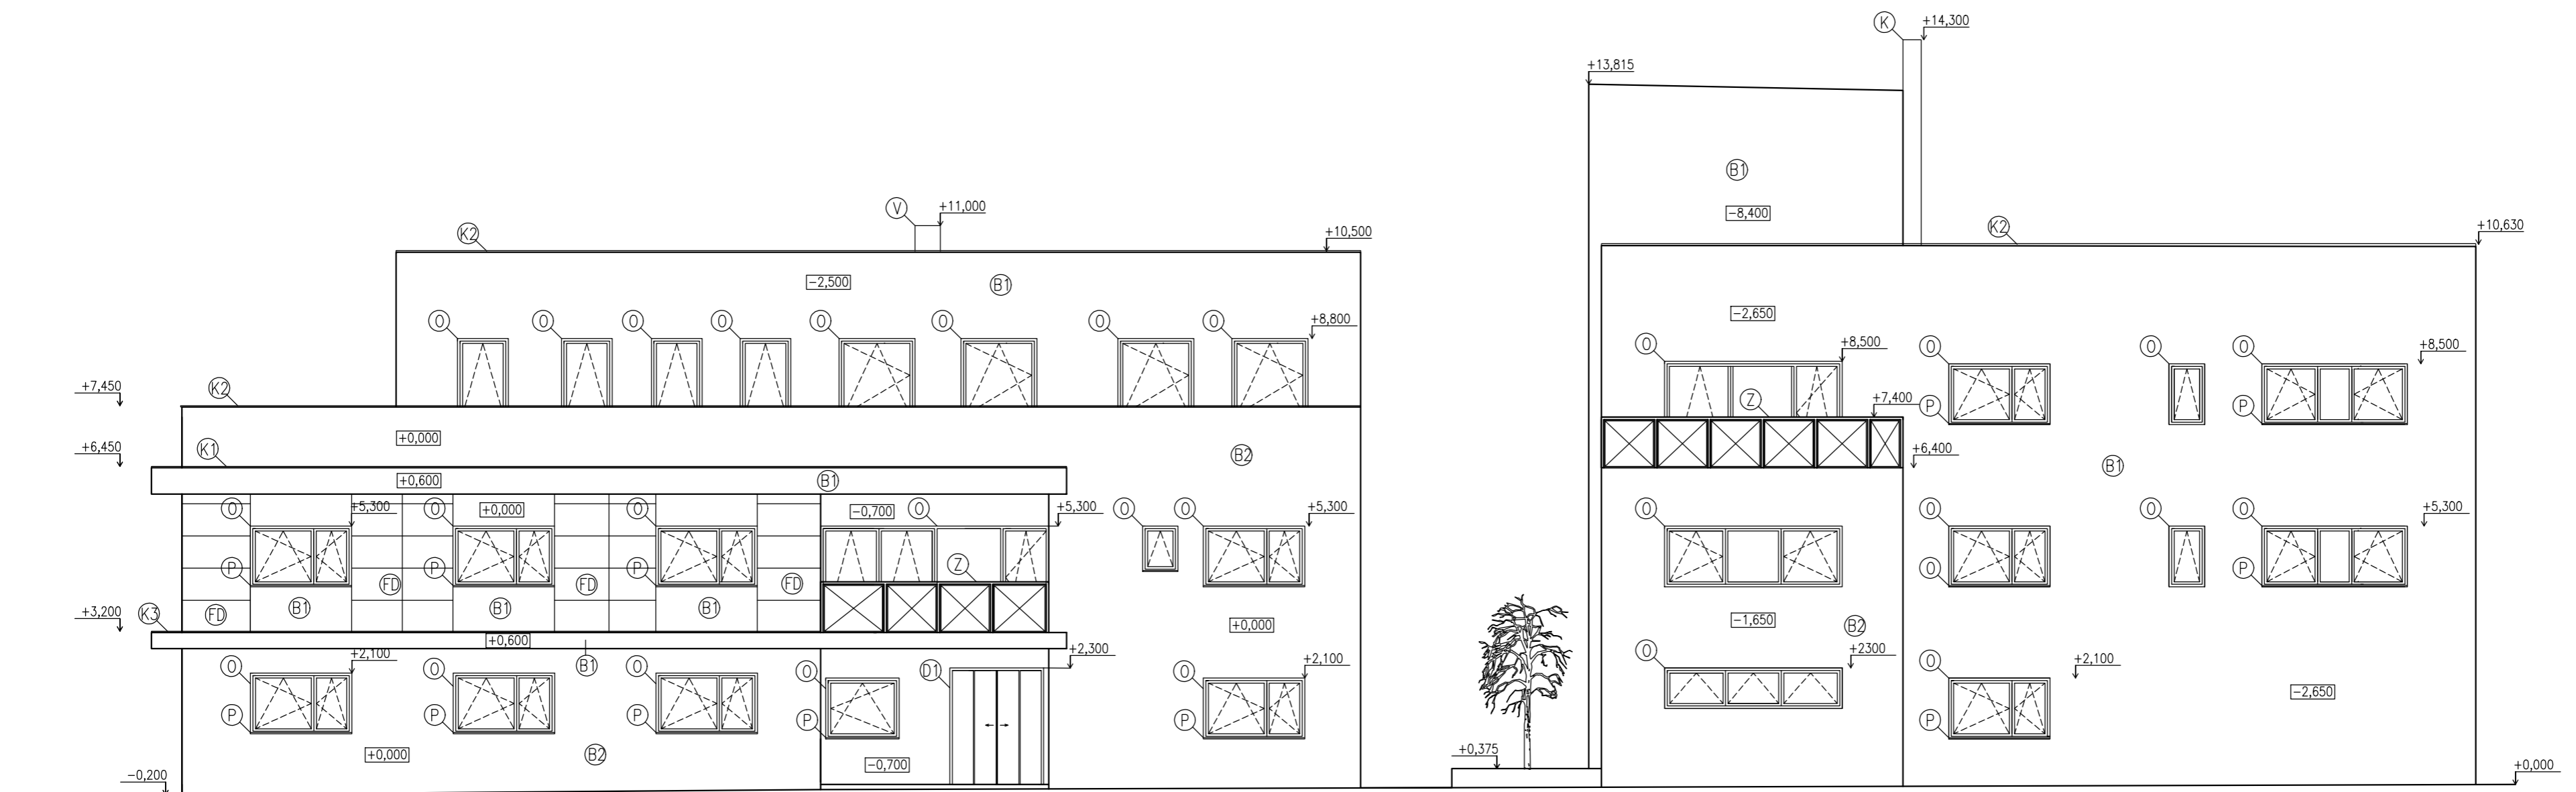 K
+14,300
+13,815
B1
-8,400
V
+11,000
K2
+10,500
K2
+10,630
-2,500
B1
-2,650
O
O
O
O
O
O
O
O
+8,800
O
+8,500
O
O
O
+8,500
+7,450
K2
Z
+7,400
P
P
+0,000
K1
+6,450
B2
+6,400
B1
+0,600
B1
O
+5,300
O
+0,000
O
-0,700
O
+5,300
O
O
+5,300
O
O
O
O
+5,300
P
P
P
Z
O
P
FD
FD
FD
FD
B1
B1
B1
+3,200
K3
+0,600
+0,000
-1,650
B2
O
+2,100
O
B1
O
O
D1
+2,300
O
+2,100
O
+2300
O
+2,100
-2,650
P
P
P
P
P
P
+0,000
B2
-0,700
+0,375
-0,200
+0,000